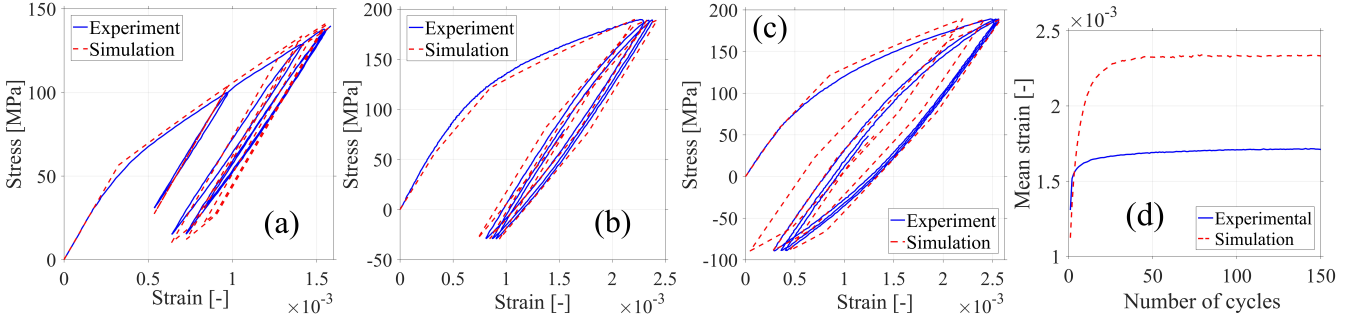 150
100
50
0
0
0.5
1
1.5
×10⁻³
Stress [MPa]
Strain [-]
Experiment
Simulation
(a)
200
150
100
50
0
-50
0
0.5
1
1.5
2
2.5
×10⁻³
Stress [MPa]
Strain [-]
Experiment
Simulation
(b)
200
150
100
50
0
-50
-100
0
0.5
1
1.5
2
2.5
×10⁻³
Stress [MPa]
Strain [-]
(c)
Experiment
Simulation
×10⁻³
2.5
2
1.5
1
0
50
100
150
Mean strain [-]
Number of cycles
(d)
Experimental
Simulation